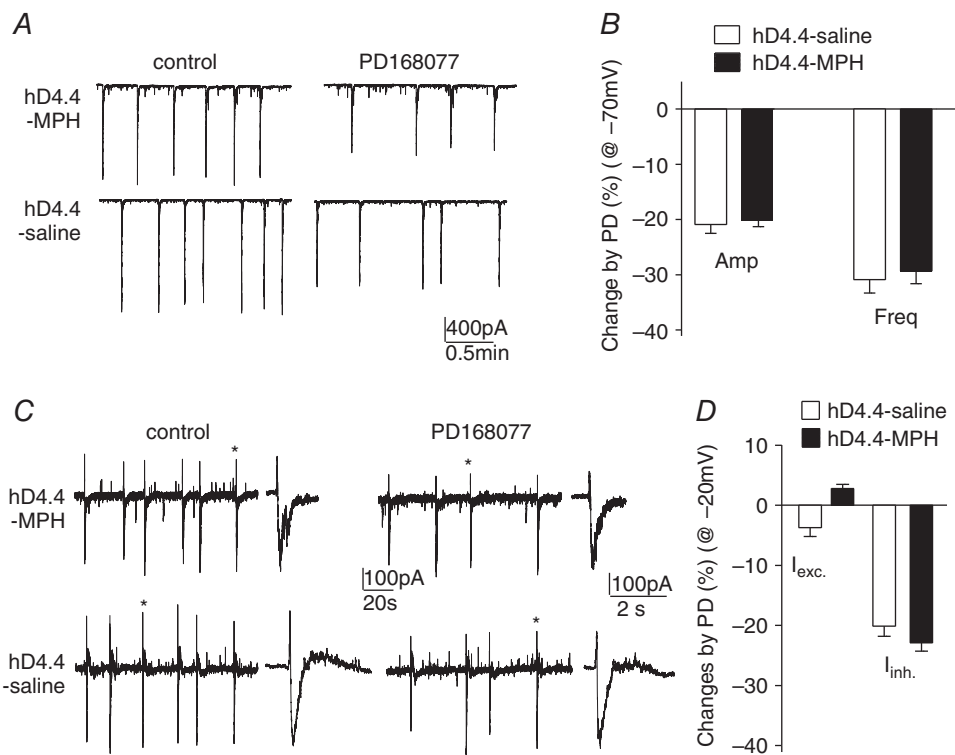 A
control
PD168077
hD4.4
-MPH
hD4.4
-saline
400pA
0.5min
B
hD4.4-saline
hD4.4-MPH
Change by PD (%) (@ –70mV)
0
–10
–20
–30
–40
Amp
Freq
C
control
PD168077
hD4.4
-MPH
*
*
100pA
20s
100pA
2 s
hD4.4
-saline
*
*
D
hD4.4-saline
hD4.4-MPH
Changes by PD (%) (@ –20mV)
10
0
–10
–20
–30
–40
Iexc.
Iinh.